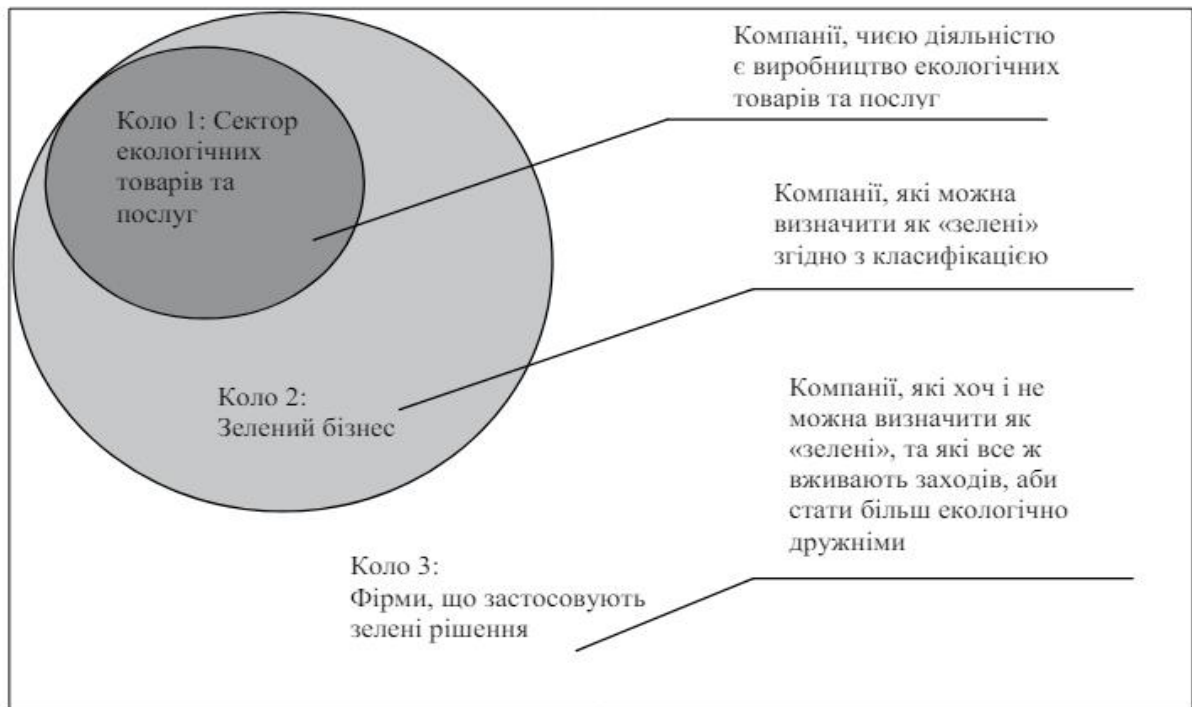 Компанії, чиєю діяльністю
є виробництво екологічних
товарів та послуг
Коло 1: Сектор
екологічних
товарів та
послуг
Компанії, які можна
визначити як «зелені»
згідно з класифікацією
Коло 2:
Зелений бізнес
Компанії, які хоч і не
можна визначити як
«зелені», та які все ж
вживають заходів, аби
стати більш екологічно
дружніми
Коло 3:
Фірми, що застосовують
зелені рішення